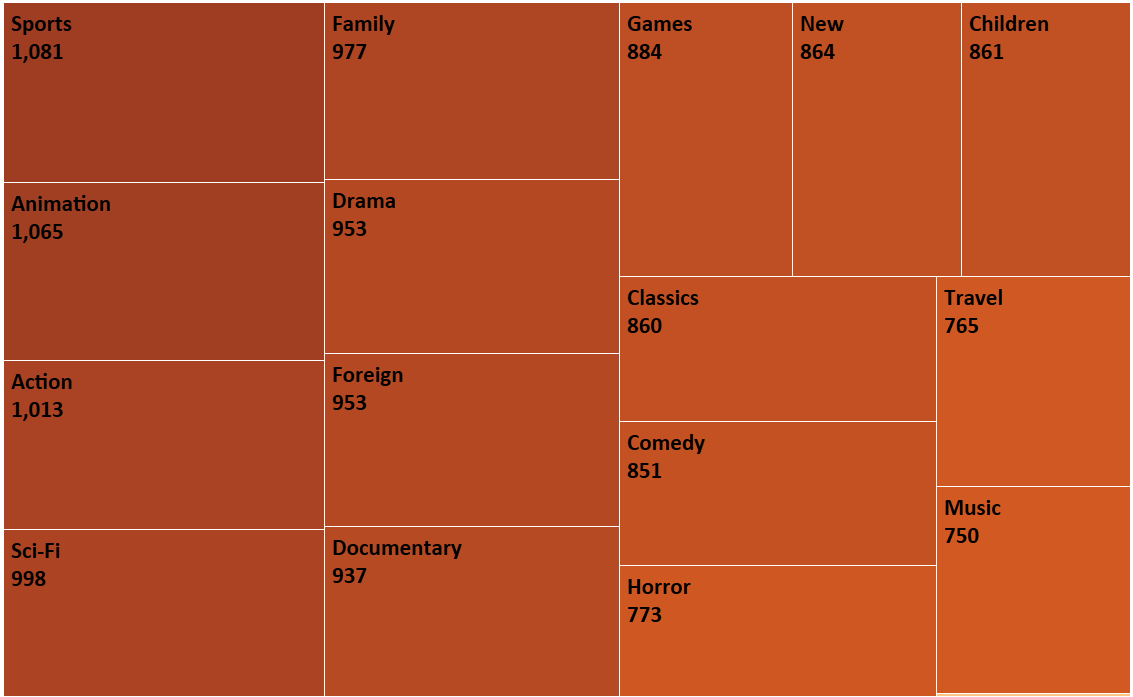 Sports
1,081
Animation
1,065
Action
1,013
Sci-Fi
998
Family
977
Drama
953
Foreign
953
Documentary
937
Games
884
New
864
Children
861
Classics
860
Comedy
851
Horror
773
Travel
765
Music
750